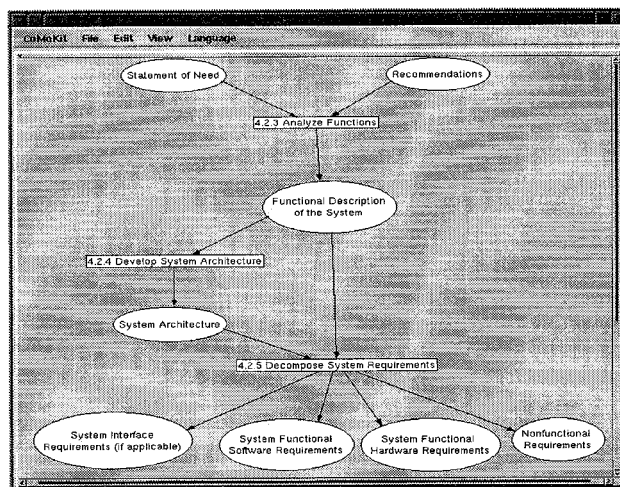 CoMoKit File Edit View Language
Statement of Need
Recommendations
4.2.3 Analyze Functions
Functional Description
of the System
4.2.4 Develop System Architecture
System Architecture
4.2.5 Decompose System Requirements
System Interface
Requirements (if applicable)
System Functional
Software Requirements
System Functional
Hardware Requirements
Nonfunctional
Requirements